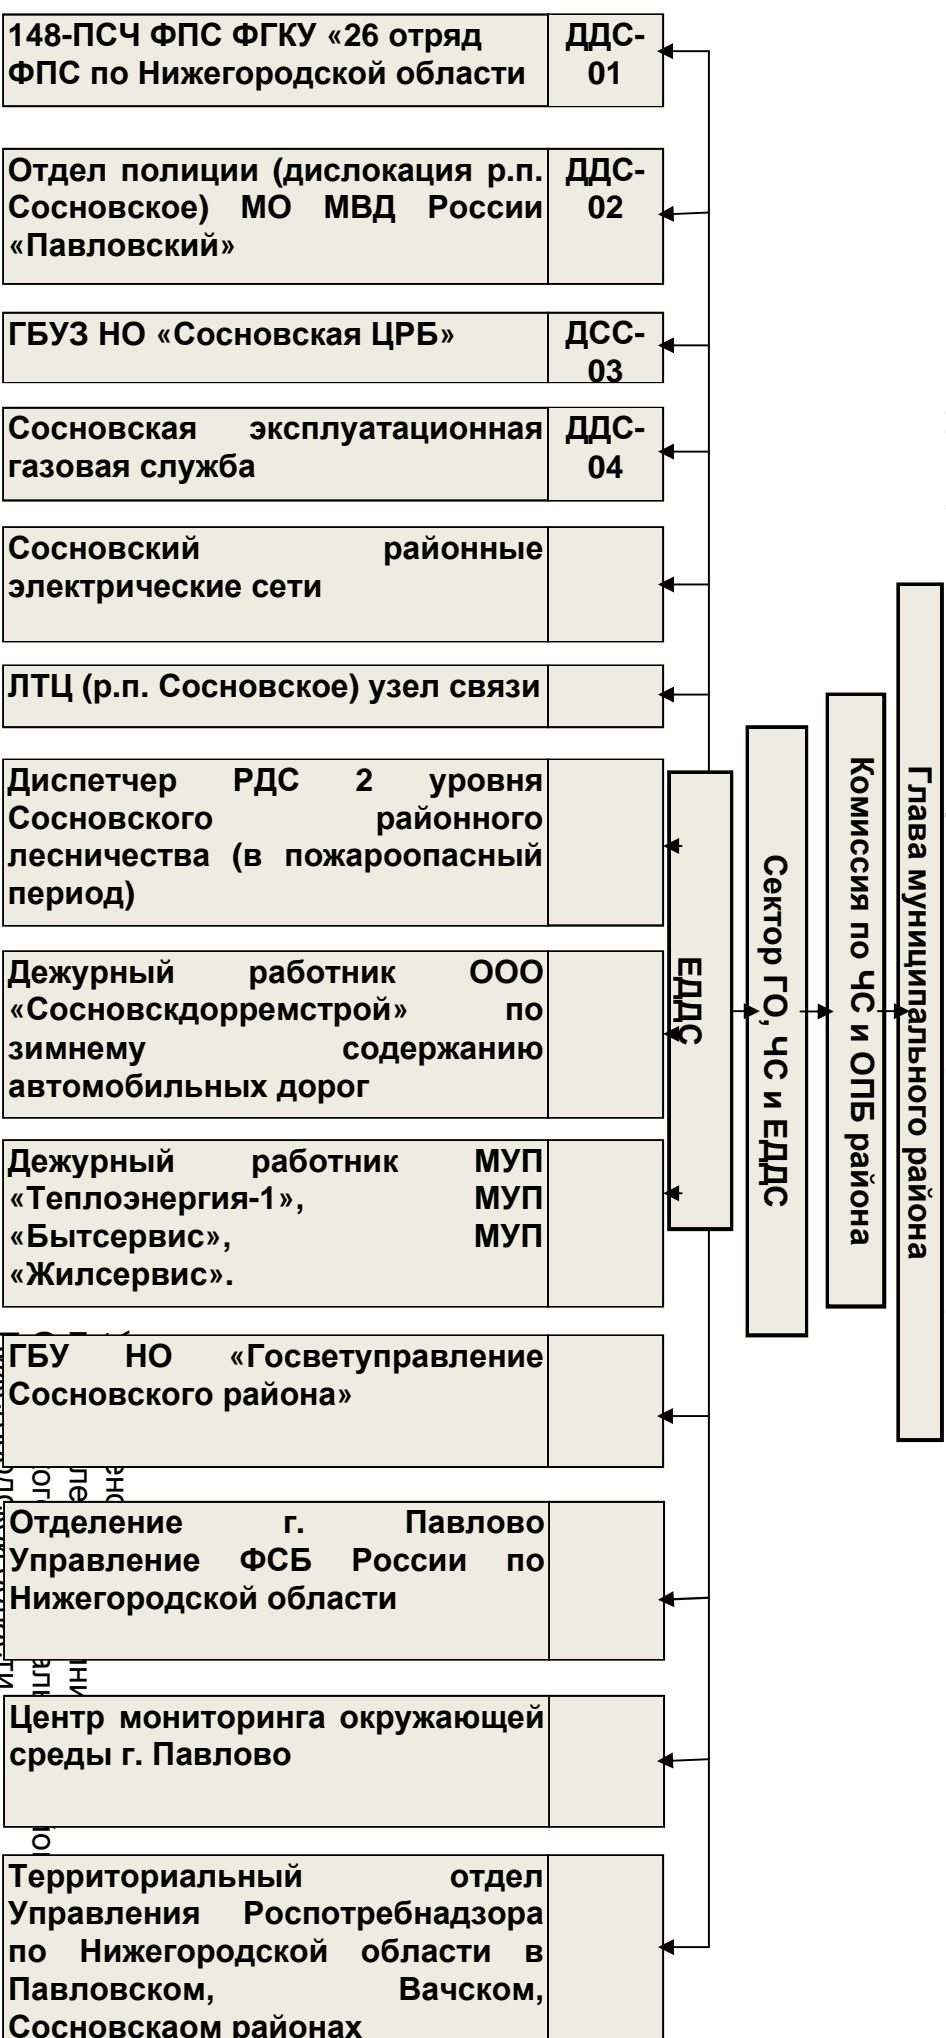 148-ПСЧ ФПС ФГКУ «26 отряд
ФПС по Нижегородской области
ДДС-
01
Отдел полиции (дислокация р.п.
Сосновское) МО МВД России
«Павловский»
ДДС-
02
ГБУЗ НО «Сосновская ЦРБ»
ДСС-
03
Сосновская эксплуатационная
газовая служба
ДДС-
04
Сосновский районные
электрические сети
ЛТЦ (р.п. Сосновское) узел связи
Диспетчер РДС 2 уровня
Сосновского районного
лесничества (в пожароопасный
период)
Дежурный работник ООО
«Сосновскдорремстрой» по
зимнему содержанию
автомобильных дорог
Дежурный работник МУП
«Теплоэнергия-1», МУП
«Бытсервис», МУП
«Жилсервис».
ГБУ НО «Госветуправление
Сосновского района»
Отделение г. Павлово
Управление ФСБ России по
Нижегородской области
Центр мониторинга окружающей
среды г. Павлово
Территориальный отдел
Управления Роспотребнадзора
по Нижегородской области в
Павловском, Вачском,
Сосновскаом районах
ЕДДС
Сектор ГО, ЧС и ЕДДС
Комиссия по ЧС и ОПБ района
Глава муниципального района